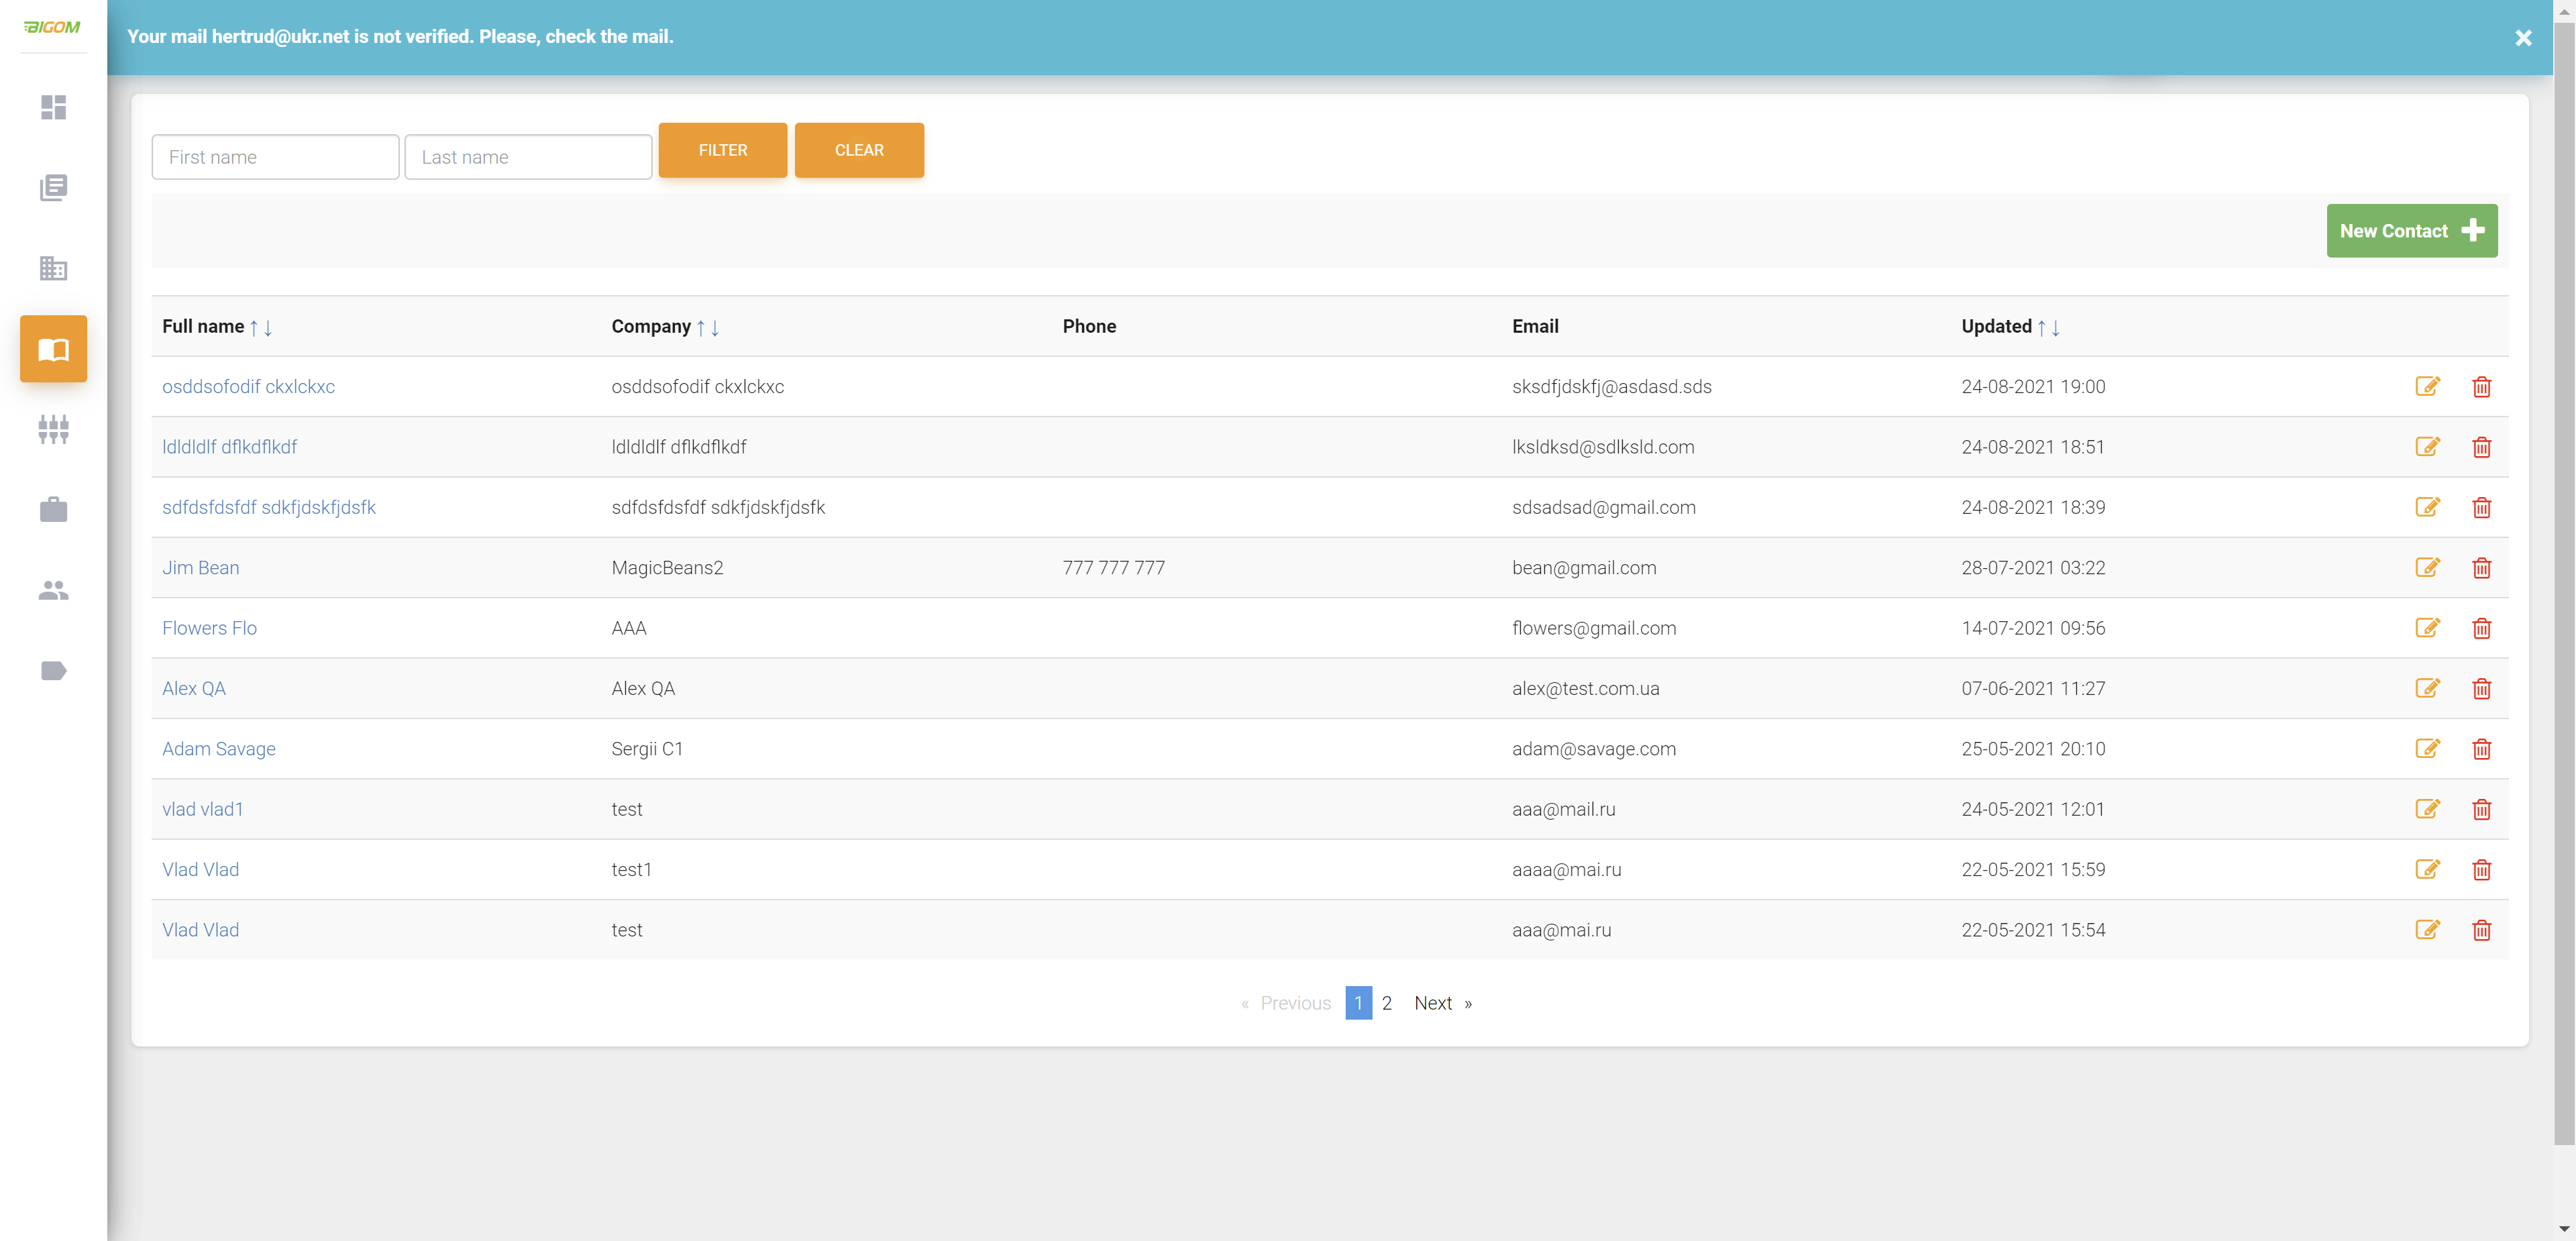 BIGOM
Your mail hertrud@ukr.net is not verified. Please, check the mail.
First name Last name FILTER CLEAR
New Contact
Full name ↑↓ Company ↑↓ Phone Email Updated ↑↓
osddsofodif ckxlckxc osddsofodif ckxlckxc sksdfjdskfj@asdasd.sds 24-08-2021 19:00
ldldldlf dflkdflkdf ldldldlf dflkdflkdf lksldksd@sdlksld.com 24-08-2021 18:51
sdfdsfdsfdf sdkfjdskfjdsfk sdfdsfdsfdf sdkfjdskfjdsfk sdsadsad@gmail.com 24-08-2021 18:39
Jim Bean MagicBeans2 777 777 777 bean@gmail.com 28-07-2021 03:22
Flowers Flo AAA flowers@gmail.com 14-07-2021 09:56
Alex QA Alex QA alex@test.com.ua 07-06-2021 11:27
Adam Savage Sergii C1 adam@savage.com 25-05-2021 20:10
vlad vlad1 test aaa@mail.ru 24-05-2021 12:01
Vlad Vlad test1 aaaa@mai.ru 22-05-2021 15:59
Vlad Vlad test aaa@mai.ru 22-05-2021 15:54
« Previous 1 2 Next »